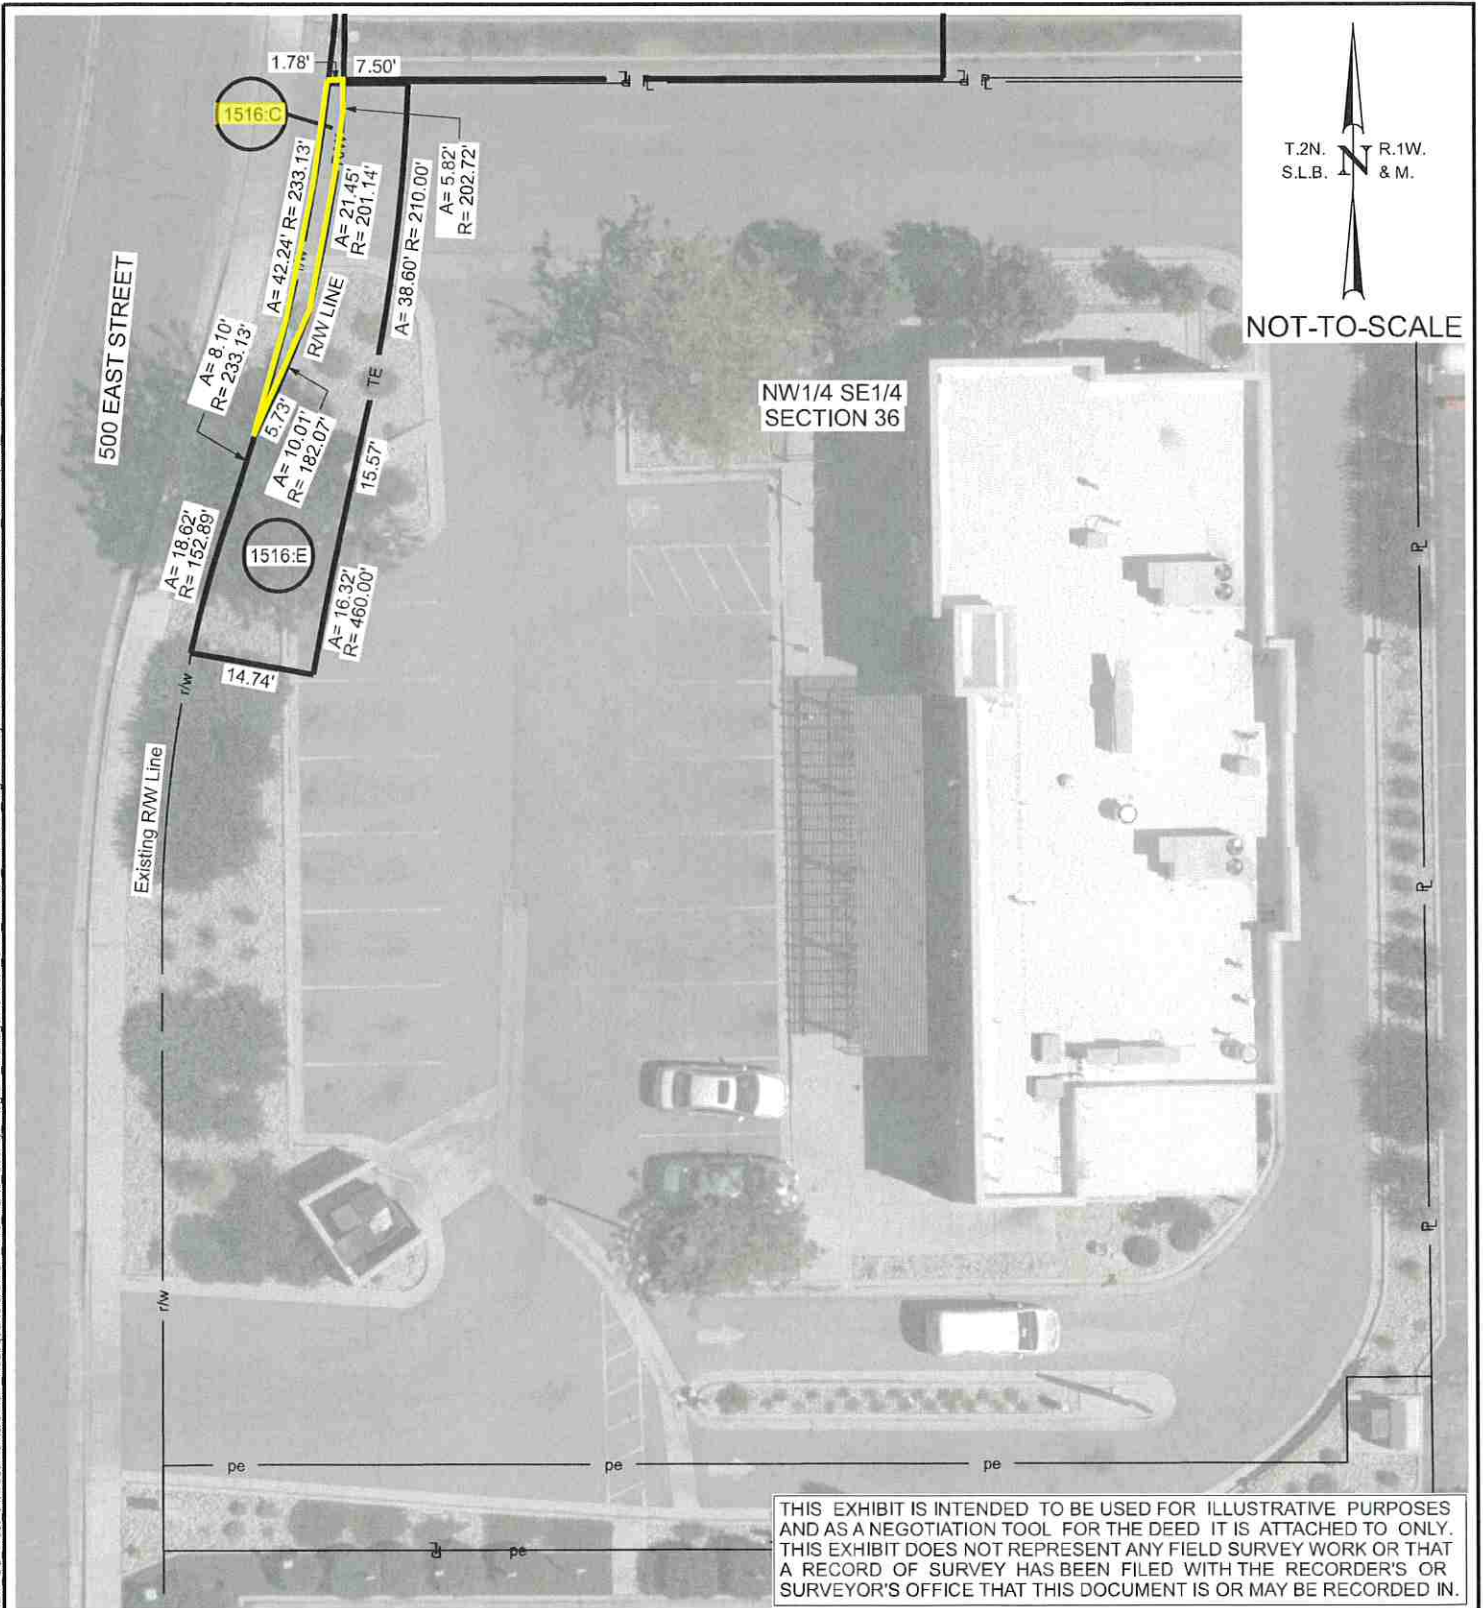 1.78'
7.50'
1516:C
T.2N.
S.L.B.
N
R.1W.
& M.
NOT-TO-SCALE
A= 42.24' R= 233.13'
A= 21.45'
R= 201.14'
A= 5.82'
R= 202.72'
A= 38.60' R= 210.00'
R/W LINE
500 EAST STREET
A= 8.10'
R= 233.13'
5.73'
A= 10.01'
R= 182.07'
TE
15.57'
NW1/4 SE1/4
SECTION 36
A= 18.62'
R= 152.89'
1516:E
A= 16.32'
R= 460.00'
14.74'
r/w
Existing R/W Line
r/w
PL
PL
PL
PL
pe
pe
pe
pe
THIS EXHIBIT IS INTENDED TO BE USED FOR ILLUSTRATIVE PURPOSES
AND AS A NEGOTIATION TOOL FOR THE DEED IT IS ATTACHED TO ONLY.
THIS EXHIBIT DOES NOT REPRESENT ANY FIELD SURVEY WORK OR THAT
A RECORD OF SURVEY HAS BEEN FILED WITH THE RECORDER'S OR
SURVEYOR'S OFFICE THAT THIS DOCUMENT IS OR MAY BE RECORDED IN.